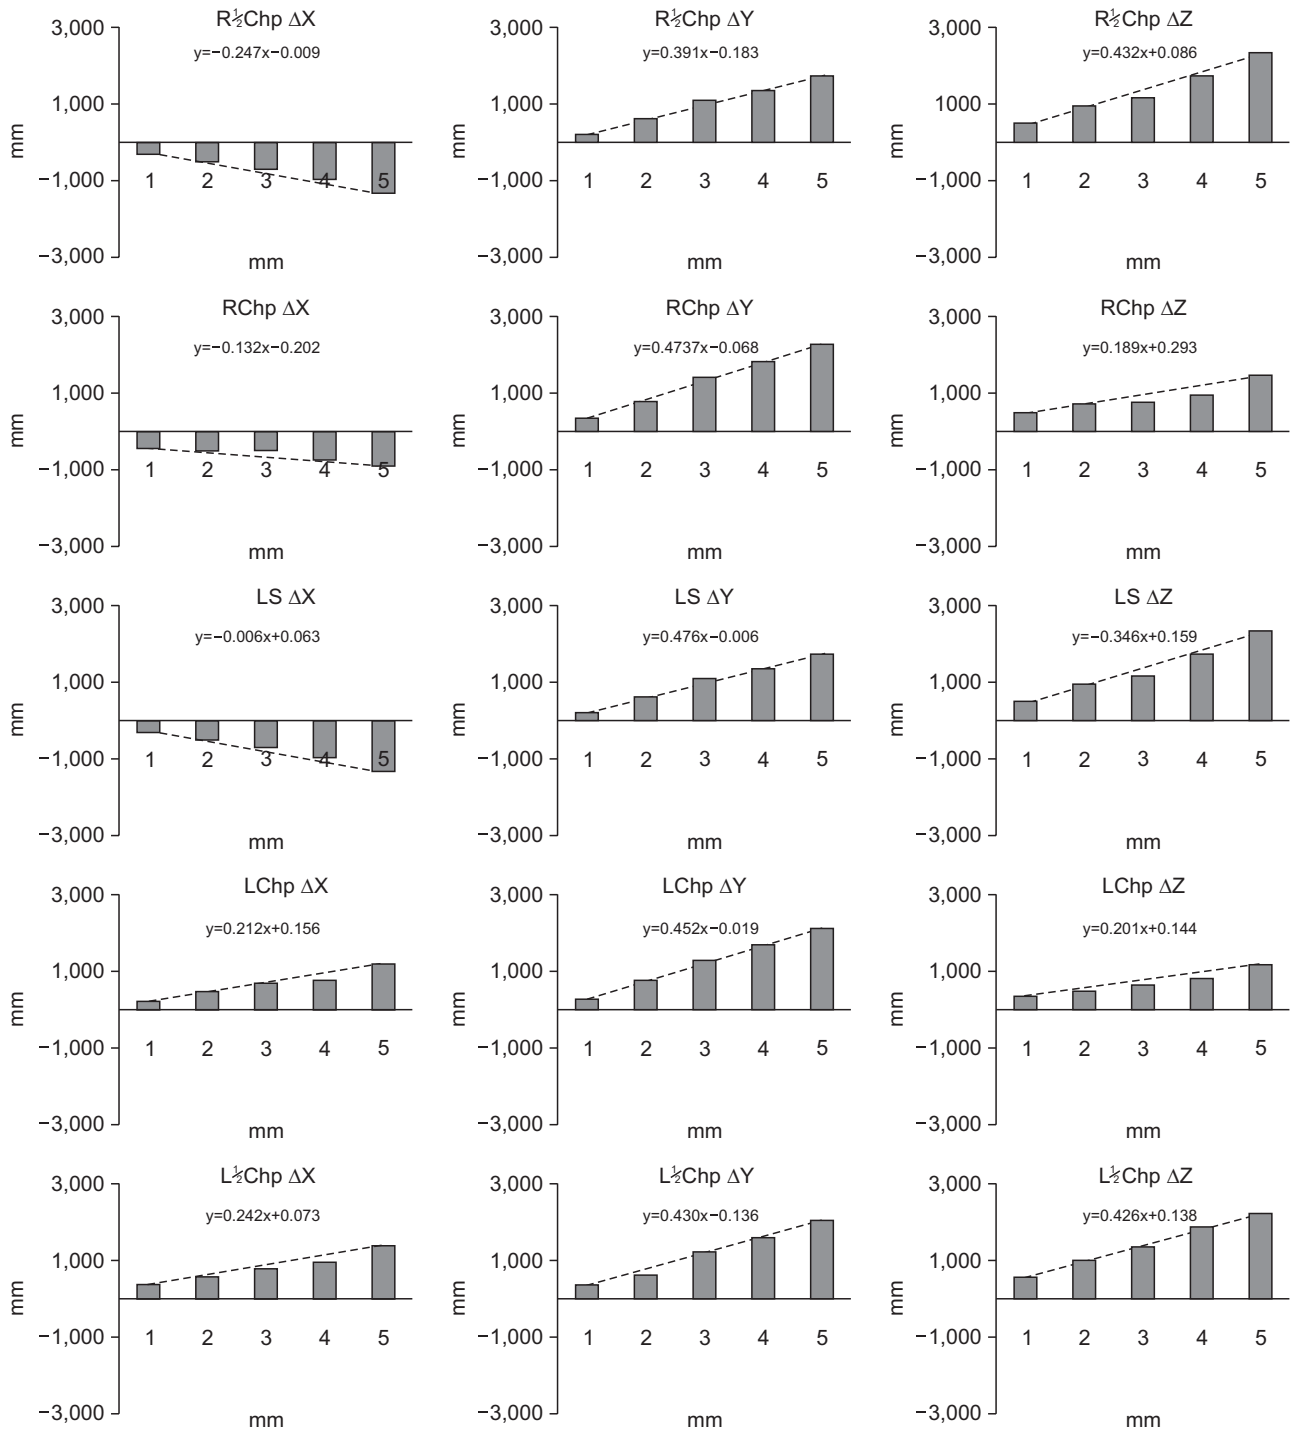 R½Chp ΔX
y=−0.247x−0.009
3,000
1,000
−1,000
−3,000
mm
1 2 3 4 5
mm
R½Chp ΔY
y=0.391x−0.183
3,000
1,000
−1,000
−3,000
mm
1 2 3 4 5
mm
R½Chp ΔZ
y=0.432x+0.086
3,000
1000
−1,000
−3,000
mm
1 2 3 4 5
mm
RChp ΔX
y=−0.132x−0.202
3,000
1,000
−1,000
−3,000
mm
1 2 3 4 5
mm
RChp ΔY
y=0.4737x−0.068
3,000
1,000
−1,000
−3,000
mm
1 2 3 4 5
mm
RChp ΔZ
y=0.189x+0.293
3,000
1,000
−1,000
−3,000
mm
1 2 3 4 5
mm
LS ΔX
y=−0.006x+0.063
3,000
1,000
−1,000
−3,000
mm
1 2 3 4 5
mm
LS ΔY
y=0.476x−0.006
3,000
1,000
−1,000
−3,000
mm
1 2 3 4 5
mm
LS ΔZ
y=−0.346x+0.159
3,000
1,000
−1,000
−3,000
mm
1 2 3 4 5
mm
LChp ΔX
y=0.212x+0.156
3,000
1,000
−1,000
−3,000
mm
1 2 3 4 5
mm
LChp ΔY
y=0.452x−0.019
3,000
1,000
−1,000
−3,000
mm
1 2 3 4 5
mm
LChp ΔZ
y=0.201x+0.144
3,000
1,000
−1,000
−3,000
mm
1 2 3 4 5
mm
L½Chp ΔX
y=0.242x+0.073
3,000
1,000
−1,000
−3,000
mm
1 2 3 4 5
mm
L½Chp ΔY
y=0.430x−0.136
3,000
1,000
−1,000
−3,000
mm
1 2 3 4 5
mm
L½Chp ΔZ
y=0.426x+0.138
3,000
1,000
−1,000
−3,000
mm
1 2 3 4 5
mm